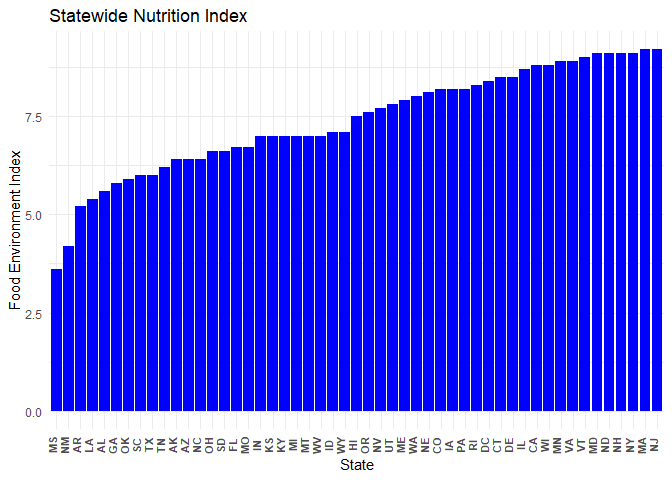 Statewide Nutrition Index
Food Environment Index
7.5
5.0
2.5
0.0
MS NM AR LA AL GA OK SC TX TN AK AZ NC OH SD FL MO IN KS KY MI MT WV ID WY HI OR NV UT ME WA NE CO IA PA RI DC CT DE IL CA WI MN VA VT MD ND NH NY MA NJ
State